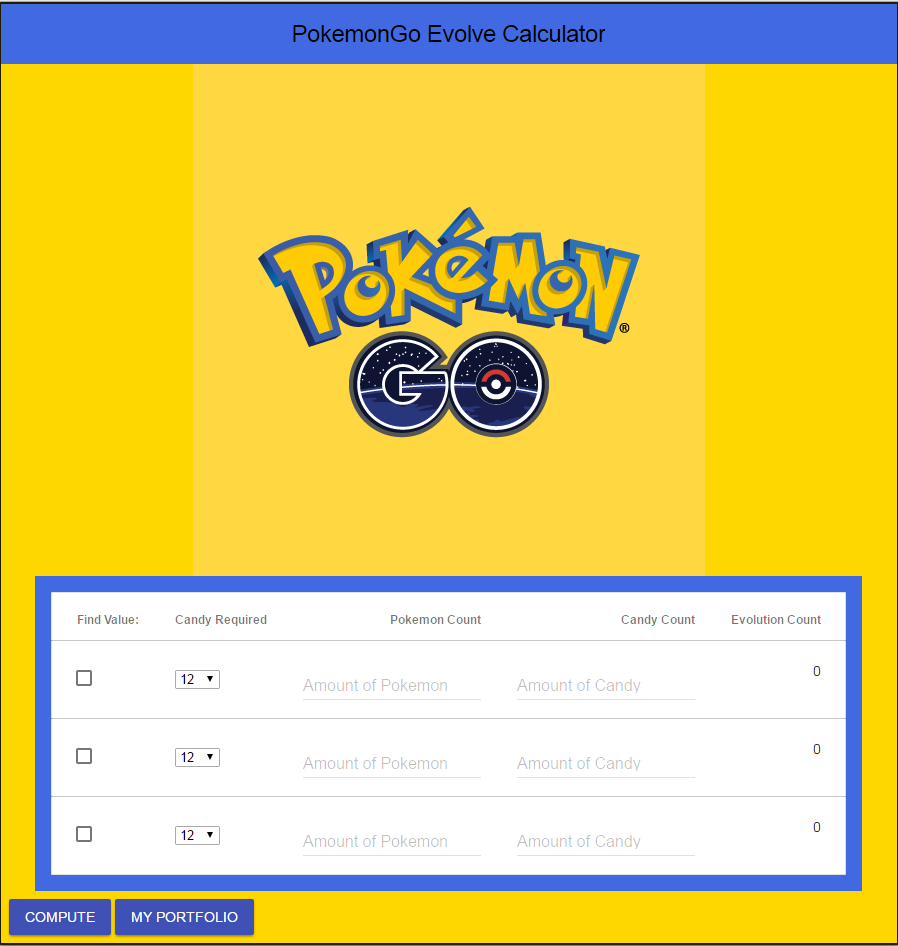 PokemonGo Evolve Calculator
POKÉMON®
GO
Find Value: Candy Required Pokemon Count Candy Count Evolution Count
12 Amount of Pokemon Amount of Candy 0
12 Amount of Pokemon Amount of Candy 0
12 Amount of Pokemon Amount of Candy 0
COMPUTE MY PORTFOLIO